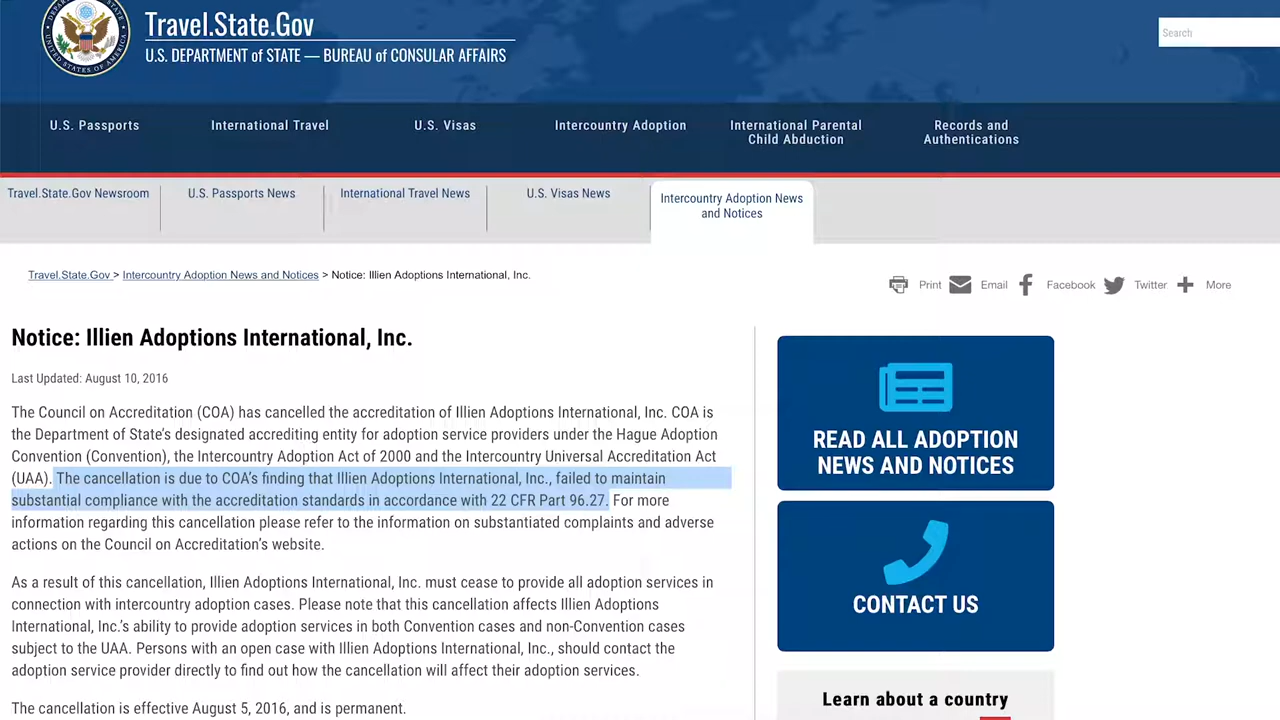 Travel.State.Gov
U.S. DEPARTMENT of STATE — BUREAU of CONSULAR AFFAIRS
Search
U.S. Passports
International Travel
U.S. Visas
Intercountry Adoption
International Parental
Child Abduction
Records and
Authentications
Travel.State.Gov Newsroom
U.S. Passports News
International Travel News
U.S. Visas News
Intercountry Adoption News
and Notices
Travel.State.Gov > Intercountry Adoption News and Notices > Notice: Illien Adoptions International, Inc.
Print
Email
Facebook
Twitter
More
Notice: Illien Adoptions International, Inc.
Last Updated: August 10, 2016
The Council on Accreditation (COA) has cancelled the accreditation of Illien Adoptions International, Inc. COA is
the Department of State's designated accrediting entity for adoption service providers under the Hague Adoption
Convention (Convention), the Intercountry Adoption Act of 2000 and the Intercountry Universal Accreditation Act
(UAA). The cancellation is due to COA's finding that Illien Adoptions International, Inc., failed to maintain
substantial compliance with the accreditation standards in accordance with 22 CFR Part 96.27. For more
information regarding this cancellation please refer to the information on substantiated complaints and adverse
actions on the Council on Accreditation's website.
As a result of this cancellation, Illien Adoptions International, Inc. must cease to provide all adoption services in
connection with intercountry adoption cases. Please note that this cancellation affects Illien Adoptions
International, Inc.'s ability to provide adoption services in both Convention cases and non-Convention cases
subject to the UAA. Persons with an open case with Illien Adoptions International, Inc., should contact the
adoption service provider directly to find out how the cancellation will affect their adoption services.
The cancellation is effective August 5, 2016, and is permanent.
READ ALL ADOPTION
NEWS AND NOTICES
CONTACT US
Learn about a country